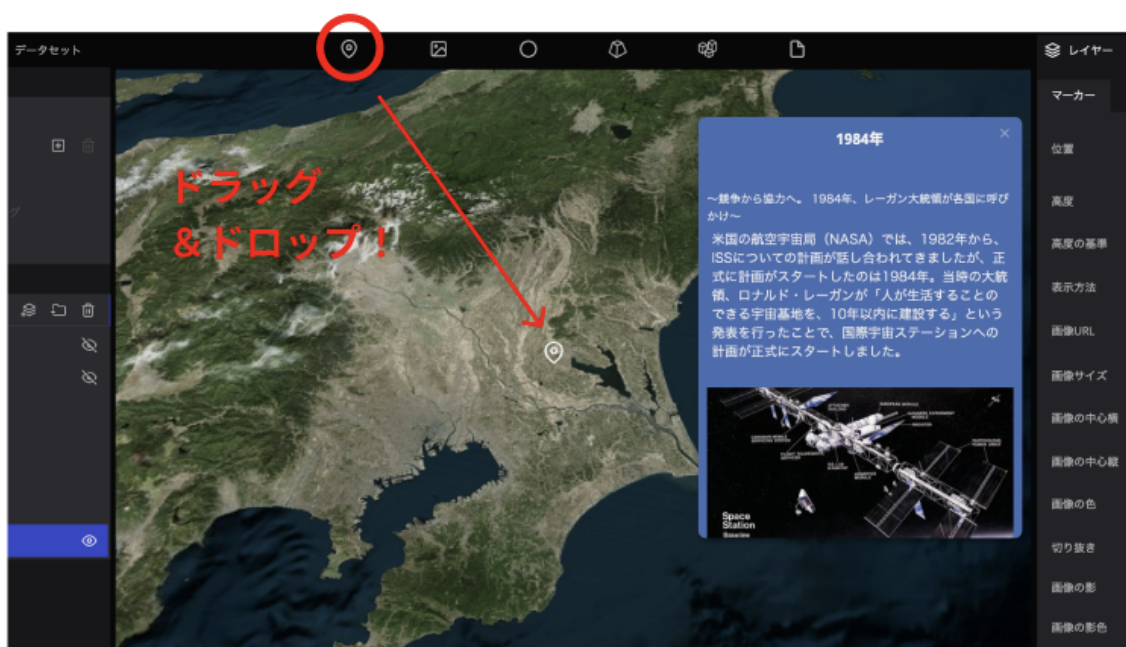 データセット
レイヤー
マーカー
位置
高度
高度の基準
表示方法
画像URL
画像サイズ
画像の中心横
画像の中心縦
画像の色
切り抜き
画像の影
画像の影色
ドラッグ
&ドロップ!
1984年
〜競争から協力へ。 1984年、レーガン大統領が各国に呼び
かけ〜
米国の航空宇宙局(NASA)では、1982年から、
ISSについての計画が話し合われてきましたが、正
式に計画がスタートしたのは1984年。当時の大統
領、ロナルド・レーガンが「人が生活することの
できる宇宙基地を、10年以内に建設する」という
発表を行ったことで、国際宇宙ステーションへの
計画が正式にスタートしました。
Space
Station
Baseline